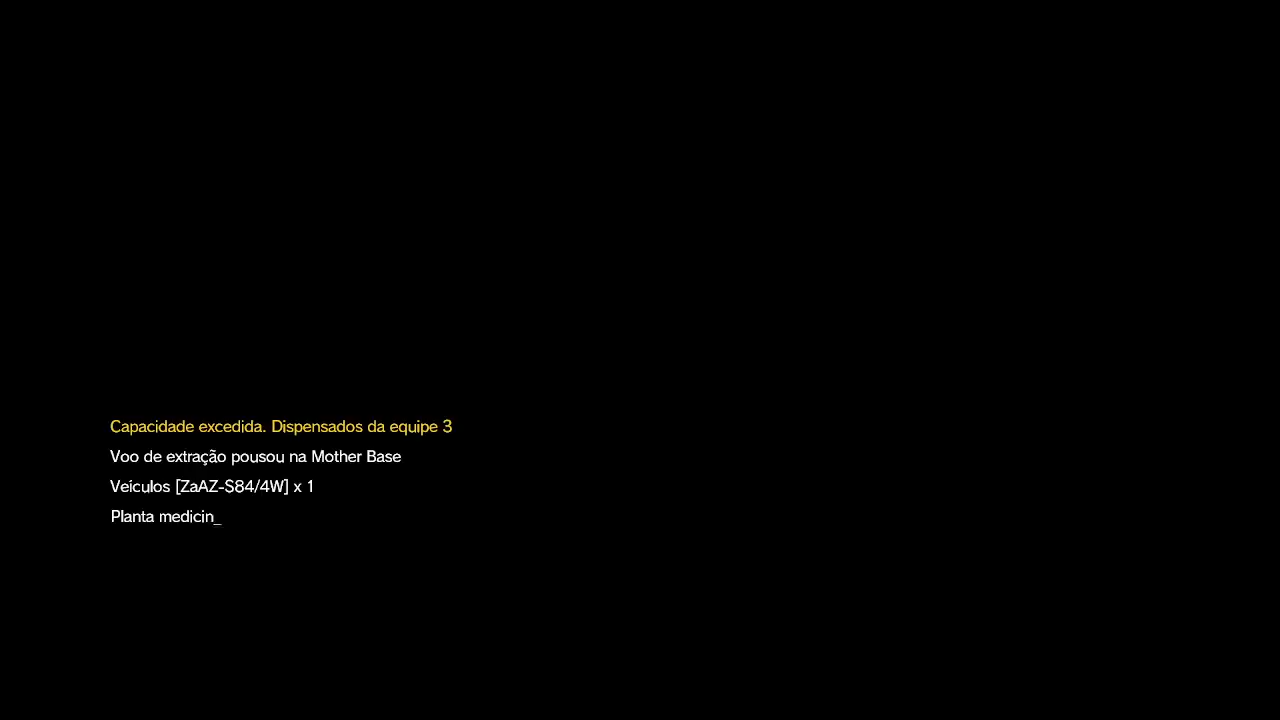 Capacidade excedida. Dispensados da equipe 3
Voo de extração pousou na Mother Base
Veiculos [ZaAZ-S84/4W] x 1
Planta medicin_